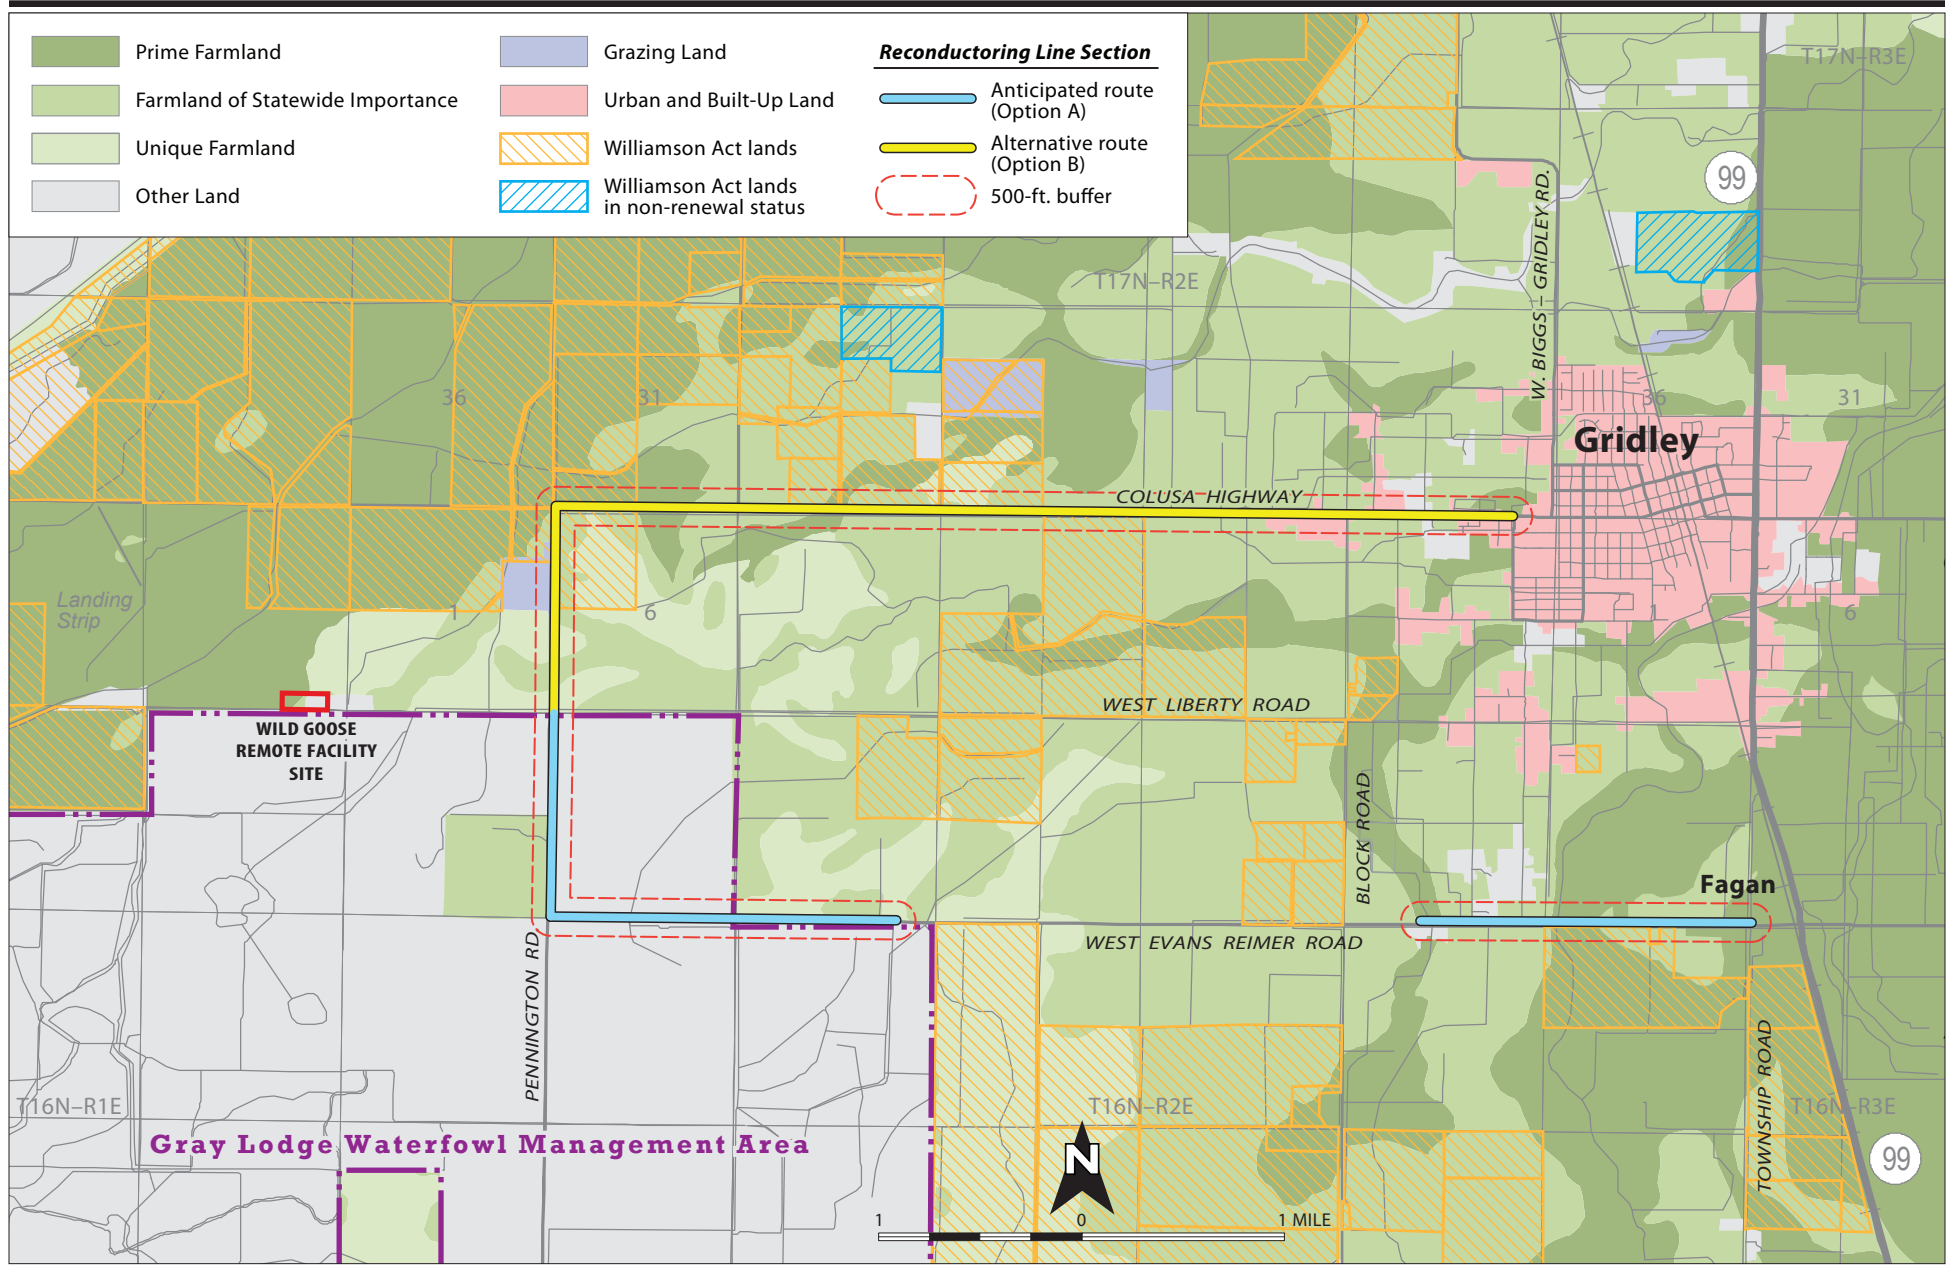 Prime Farmland
Farmland of Statewide Importance
Unique Farmland
Other Land
Grazing Land
Urban and Built-Up Land
Williamson Act lands
Williamson Act lands
in non-renewal status
Reconductoring Line Section
Anticipated route
(Option A)
Alternative route
(Option B)
500-ft. buffer
T17N–R3E
99
W. BIGGS – GRIDLEY RD.
T17N–R2E
36
31
36
31
Gridley
COLUSA HIGHWAY
Landing
Strip
1
6
6
WEST LIBERTY ROAD
WILD GOOSE
REMOTE FACILITY
SITE
BLOCK ROAD
Fagan
WEST EVANS REIMER ROAD
PENNINGTON RD
TOWNSHIP ROAD
T16N–R1E
T16N–R2E
T16N–R3E
Gray Lodge Waterfowl Management Area
N
99
1 0 1 MILE